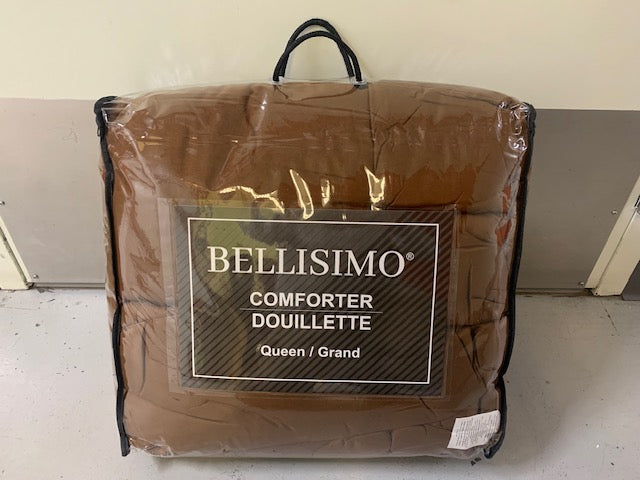 BELLISIMO®
COMFORTER
DOUILLETTE
Queen / Grand